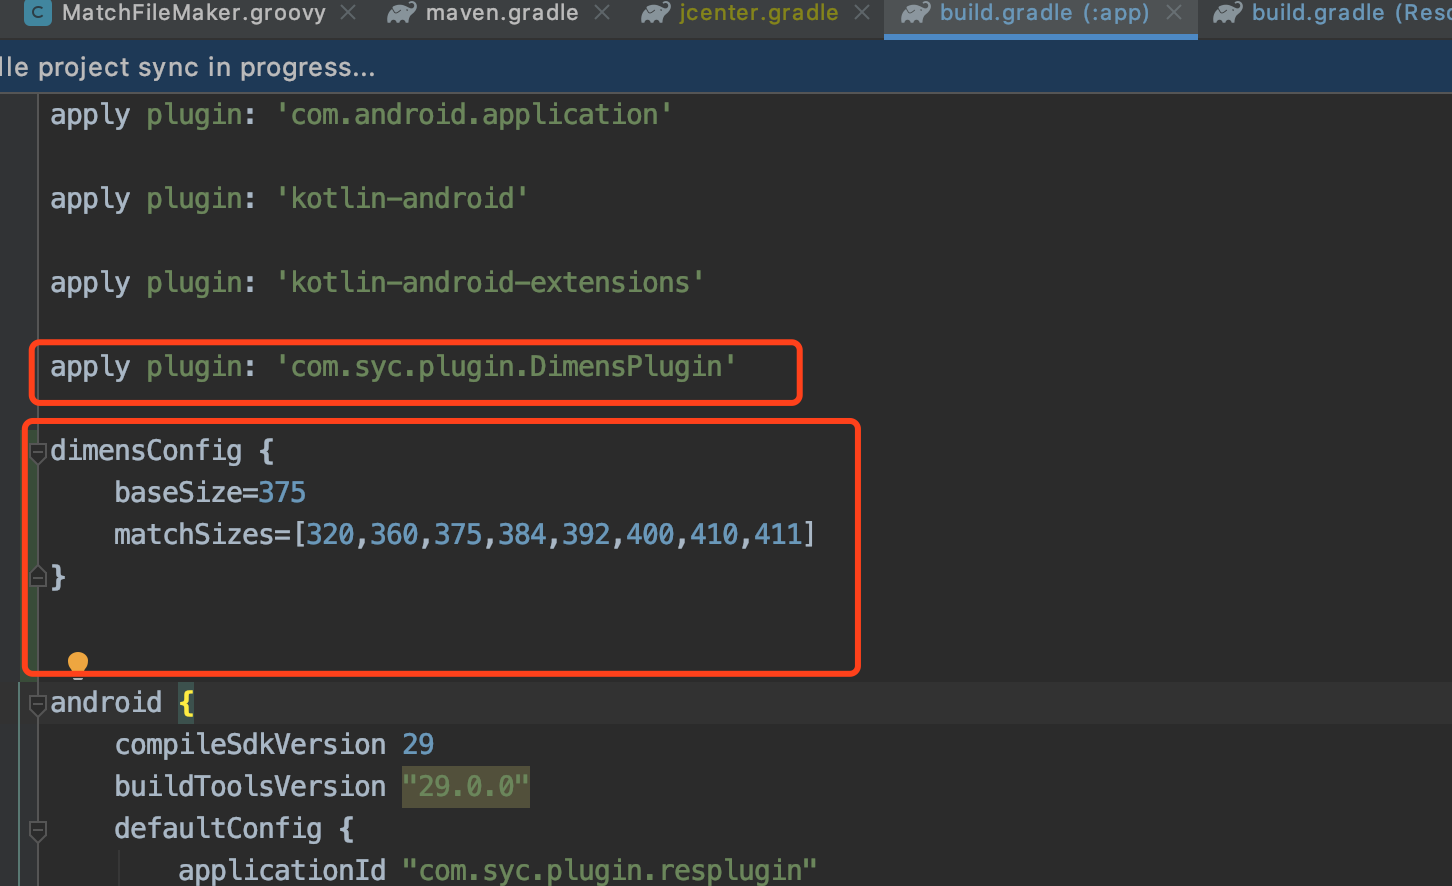 C MatchFileMaker.groovy maven.gradle jcenter.gradle build.gradle (:app) build.gradle
project sync in progress...
apply plugin: 'com.android.application'
apply plugin: 'kotlin-android'
apply plugin: 'kotlin-android-extensions'
apply plugin: 'com.syc.plugin.DimensPlugin'
dimensConfig {
baseSize=375
matchSizes=[320,360,375,384,392,400,410,411]
}
android {
compileSdkVersion 29
buildToolsVersion "29.0.0"
defaultConfig {
applicationId "com.syc.plugin.resplugin"